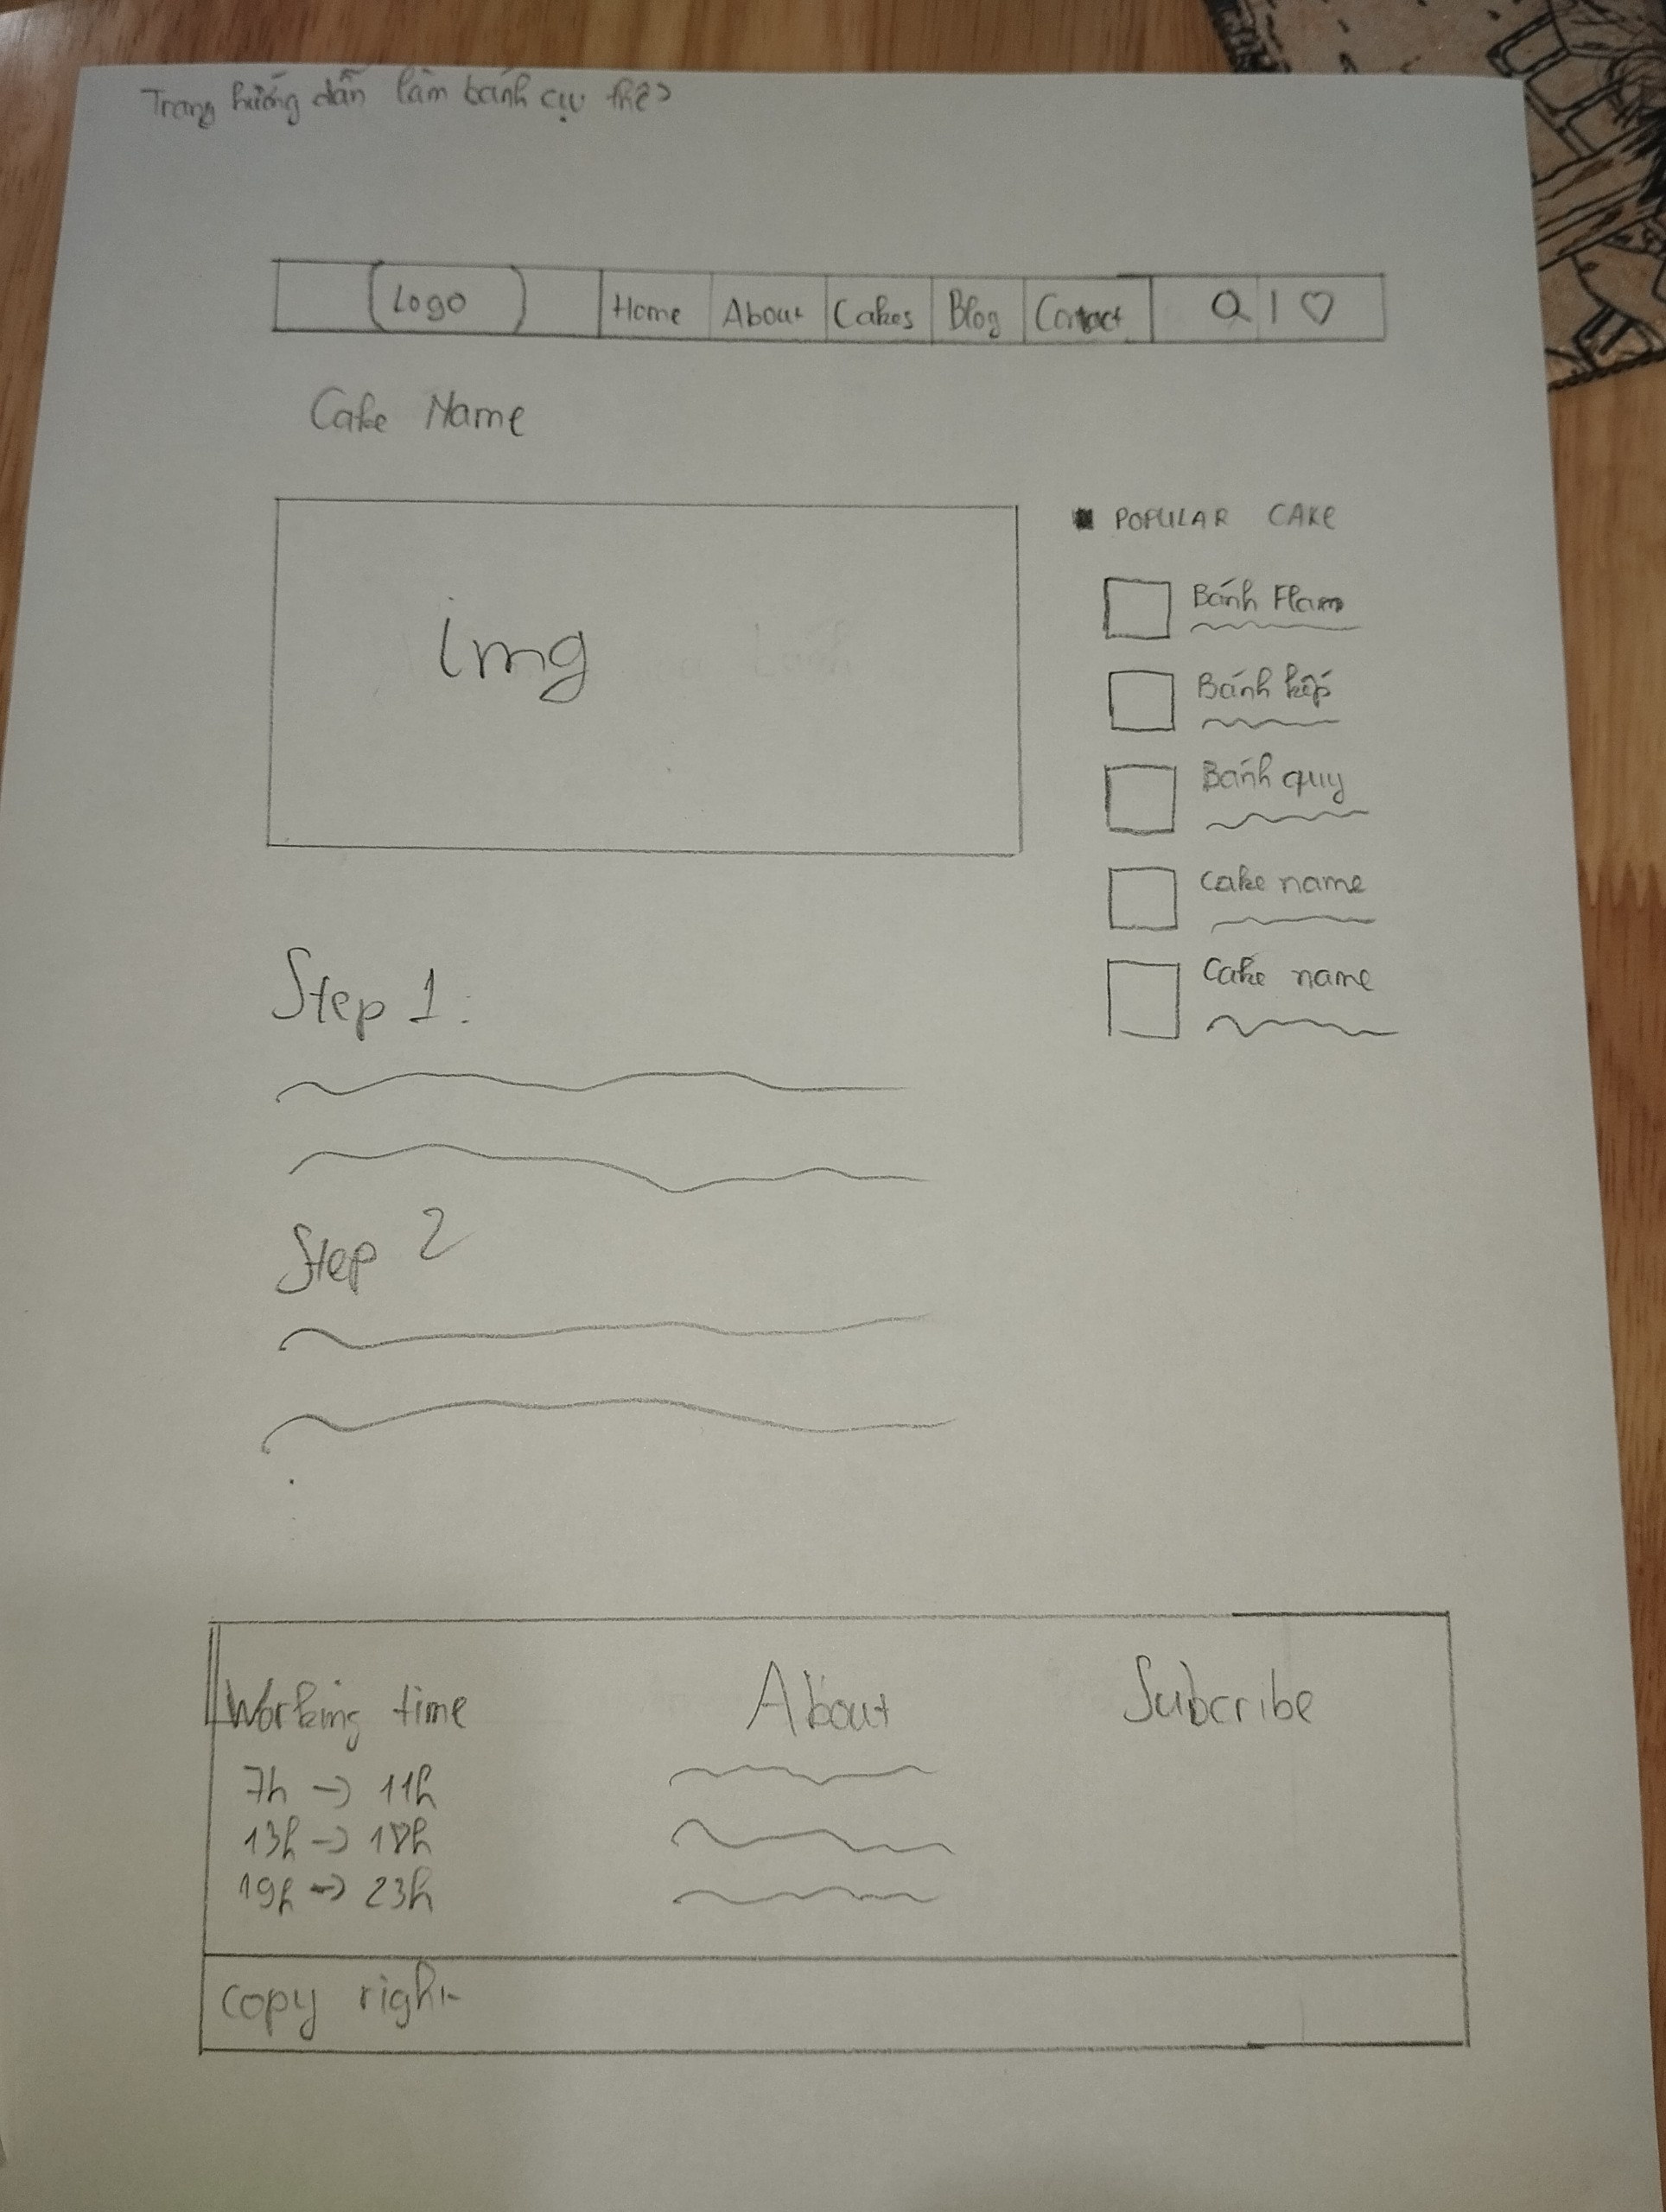 Trang hướng dẫn làm bánh cụ thể
Logo Home About Cakes Blog Contact
Cake Name
img
POPULAR CAKE
Bánh Flan
Bánh kẹp
Bánh quy
Cake name
Cake name
Step 1:
Step 2
Working time
7h -> 11h
13h -> 18h
19h -> 23h
About
Subcribe
copy right